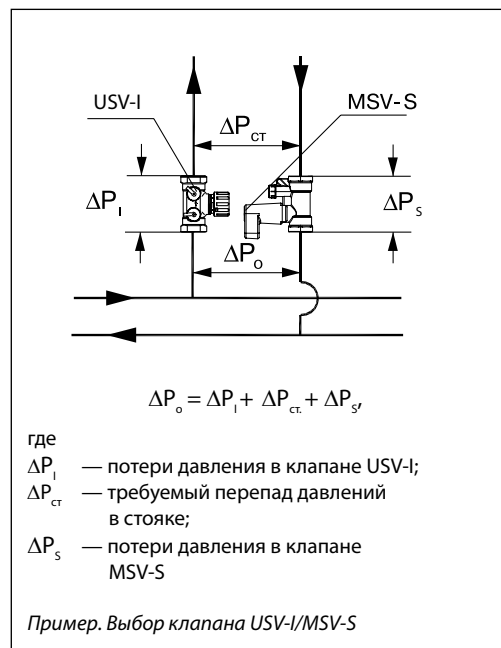 USV-I
MSV-S
ΔPст
ΔPI
ΔPS
ΔPo
ΔPo = ΔPI + ΔPст. + ΔPS,
где
ΔPI — потери давления в клапане USV-I;
ΔPст — требуемый перепад давлений
в стояке;
ΔPS — потери давления в клапане
MSV-S
Пример. Выбор клапана USV-I/MSV-S